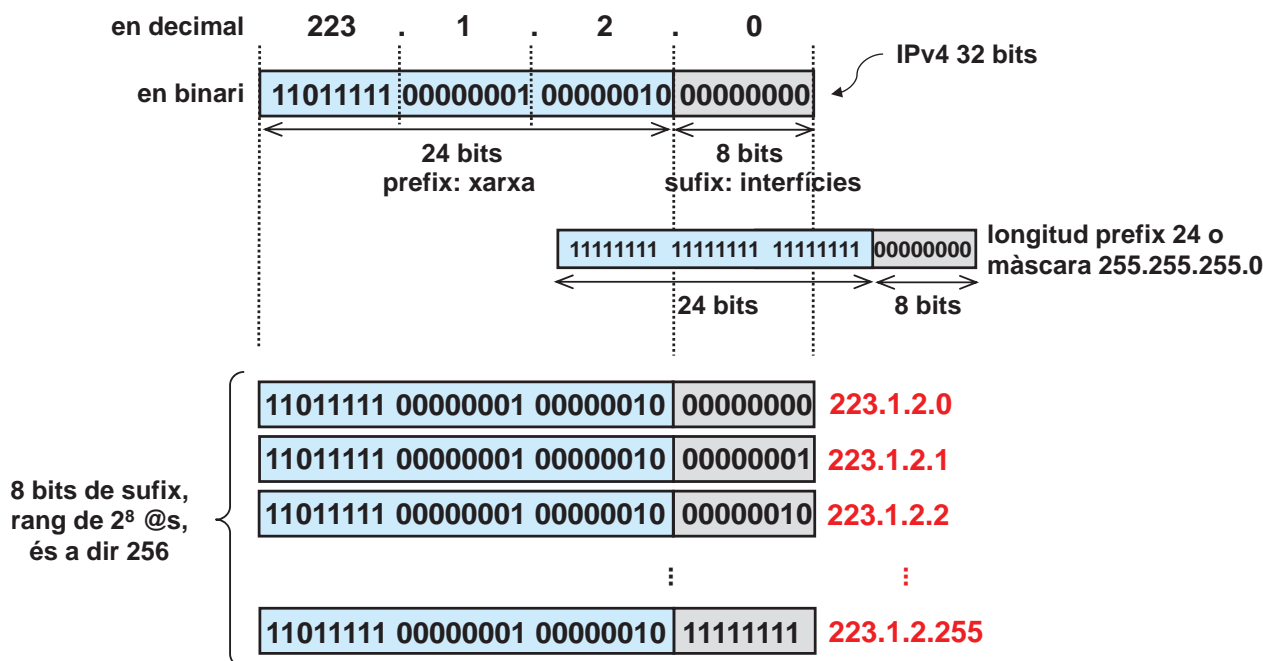 en decimal 223 . 1 . 2 . 0
IPv4 32 bits
en binari 11011111 00000001 00000010 00000000
24 bits
prefix: xarxa
8 bits
sufix: interfícies
11111111 11111111 11111111 00000000
longitud prefix 24 o
màscara 255.255.255.0
24 bits 8 bits
8 bits de sufix,
rang de 2⁸ @s,
és a dir 256
11011111 00000001 00000010 00000000 223.1.2.0
11011111 00000001 00000010 00000001 223.1.2.1
11011111 00000001 00000010 00000010 223.1.2.2
... ...
11011111 00000001 00000010 11111111 223.1.2.255